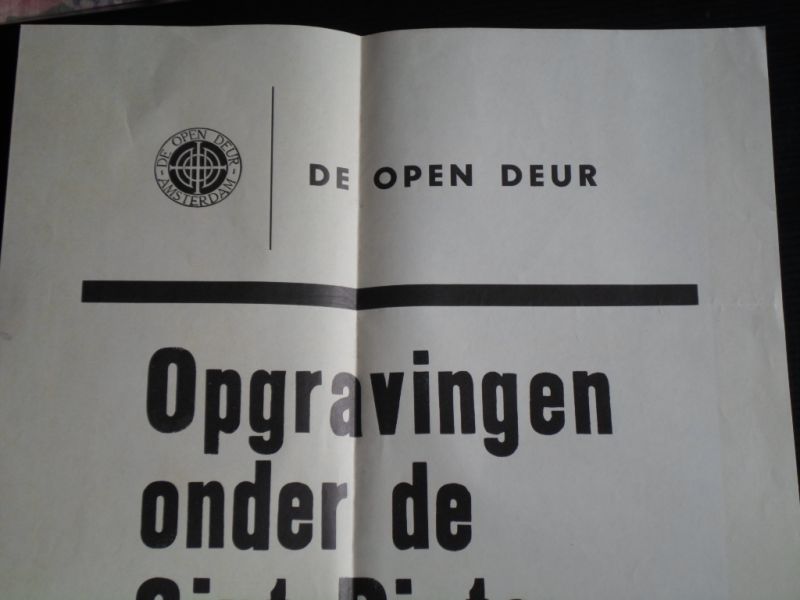 DE OPEN DEUR
AMSTERDAM
DE OPEN DEUR
Opgravingen
onder de